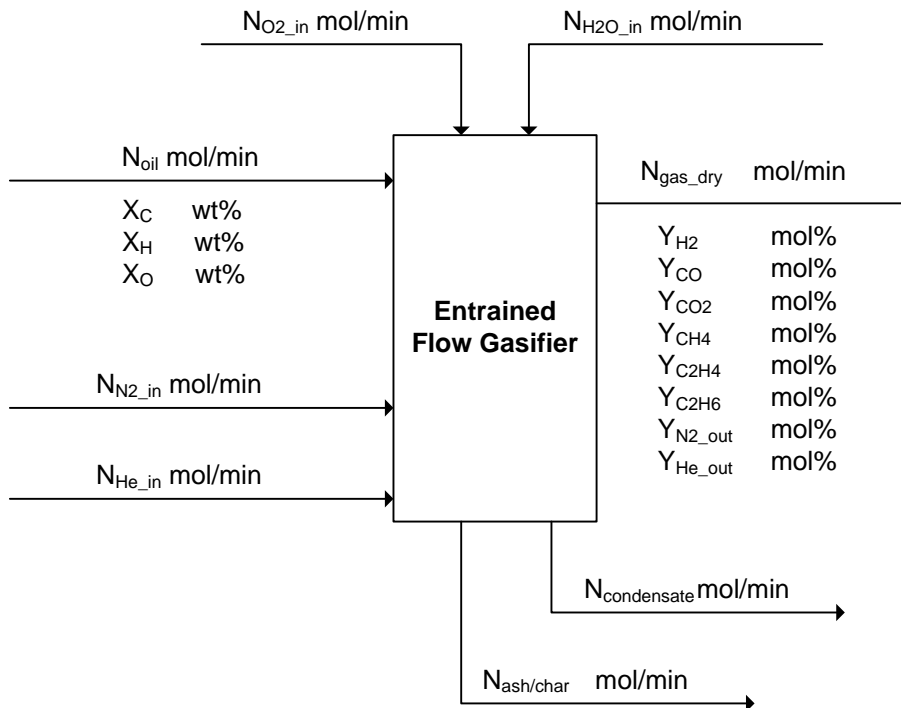 N_O2_in mol/min
N_H2O_in mol/min
N_oil mol/min
X_C wt%
X_H wt%
X_O wt%
N_N2_in mol/min
N_He_in mol/min
Entrained
Flow Gasifier
N_gas_dry mol/min
Y_H2 mol%
Y_CO mol%
Y_CO2 mol%
Y_CH4 mol%
Y_C2H4 mol%
Y_C2H6 mol%
Y_N2_out mol%
Y_He_out mol%
N_condensate mol/min
N_ash/char mol/min